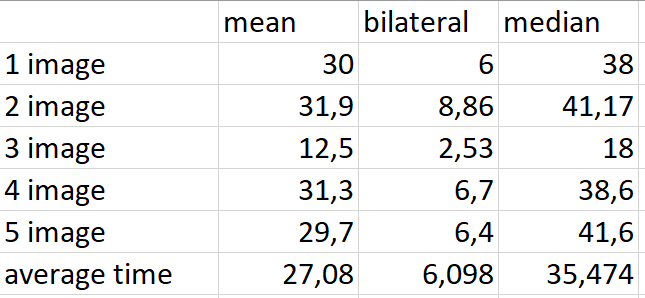 mean bilateral median
1 image 30 6 38
2 image 31,9 8,86 41,17
3 image 12,5 2,53 18
4 image 31,3 6,7 38,6
5 image 29,7 6,4 41,6
average time 27,08 6,098 35,474